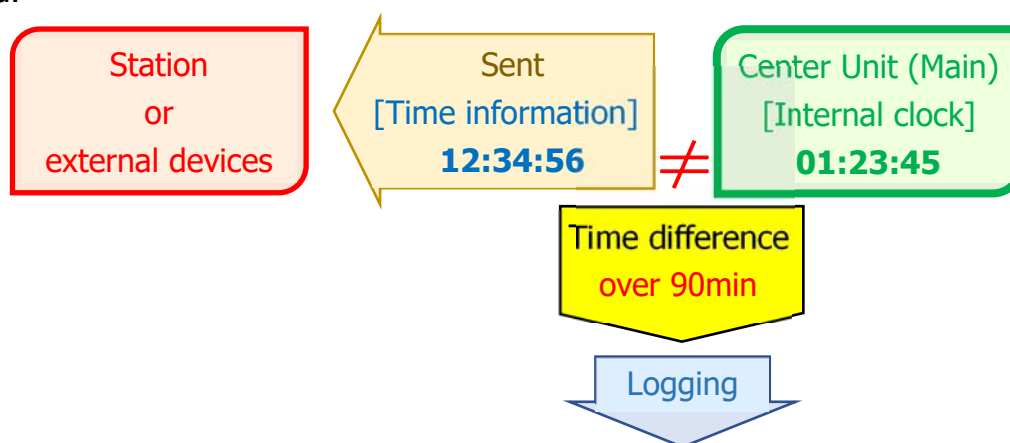 Station
or
external devices
Sent
[Time information]
12:34:56
≠
Center Unit (Main)
[Internal clock]
01:23:45
Time difference
over 90min
Logging